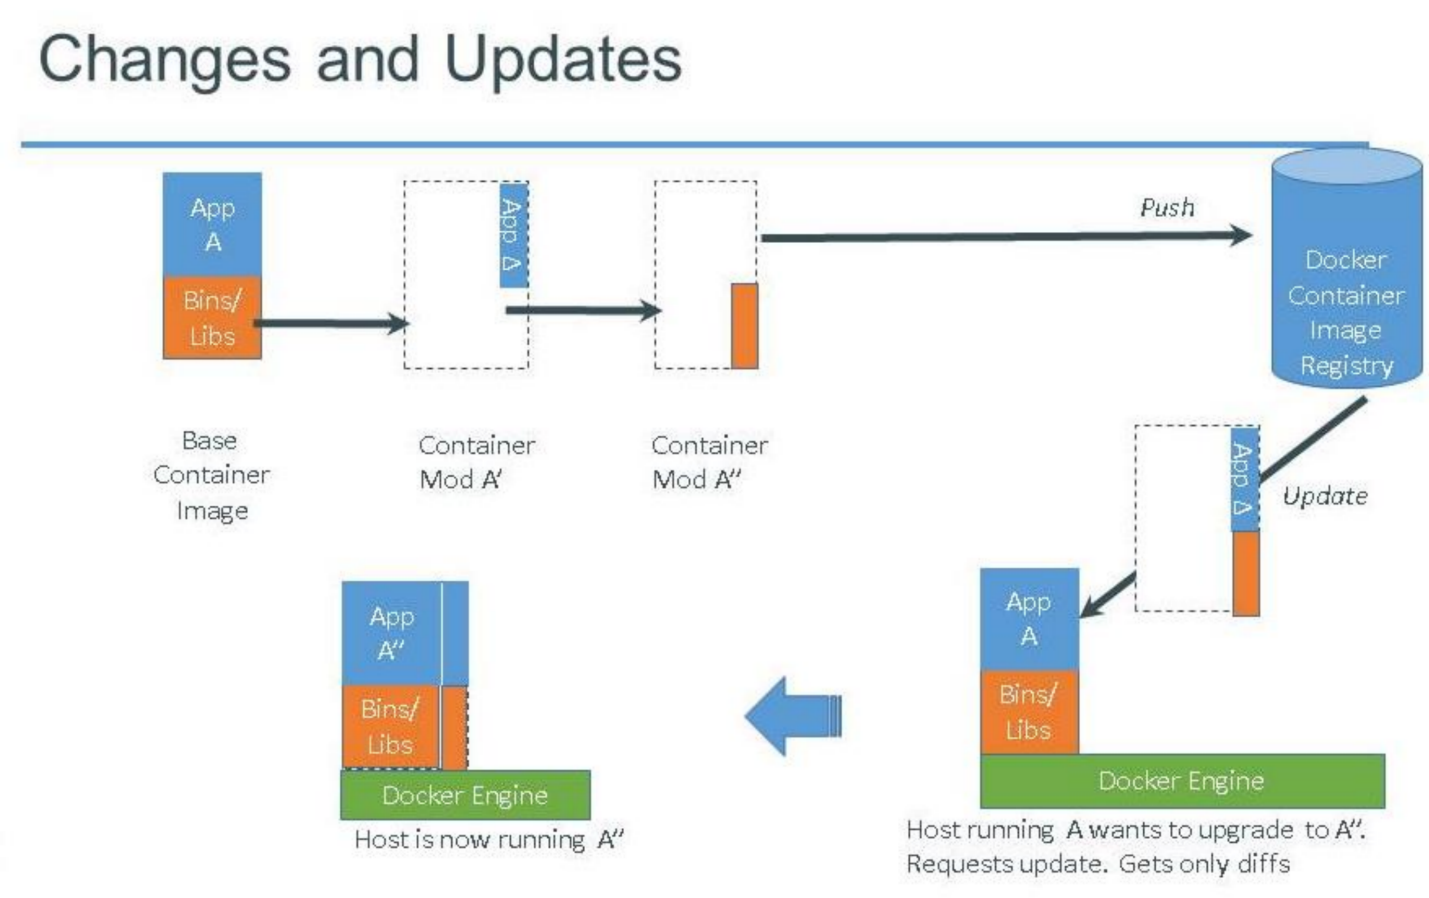 Changes and Updates
App
A
Bins/
Libs
App Δ
Push
Docker
Container
Image
Registry
Base
Container
Image
Container
Mod A′
Container
Mod A″
App Δ
Update
App
A″
Bins/
Libs
Docker Engine
Host is now running A″
App
A
Bins/
Libs
Docker Engine
Host running A wants to upgrade to A″.
Requests update. Gets only diffs